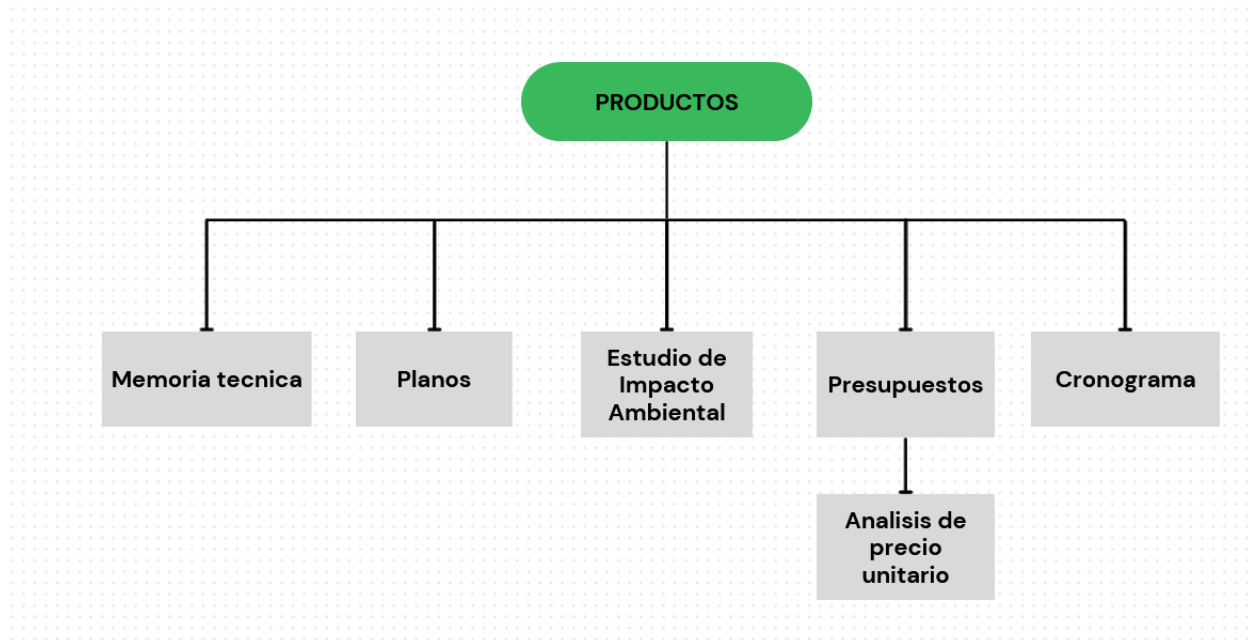 PRODUCTOS
Memoria tecnica
Planos
Estudio de
Impacto
Ambiental
Presupuestos
Cronograma
Analisis de
precio
unitario